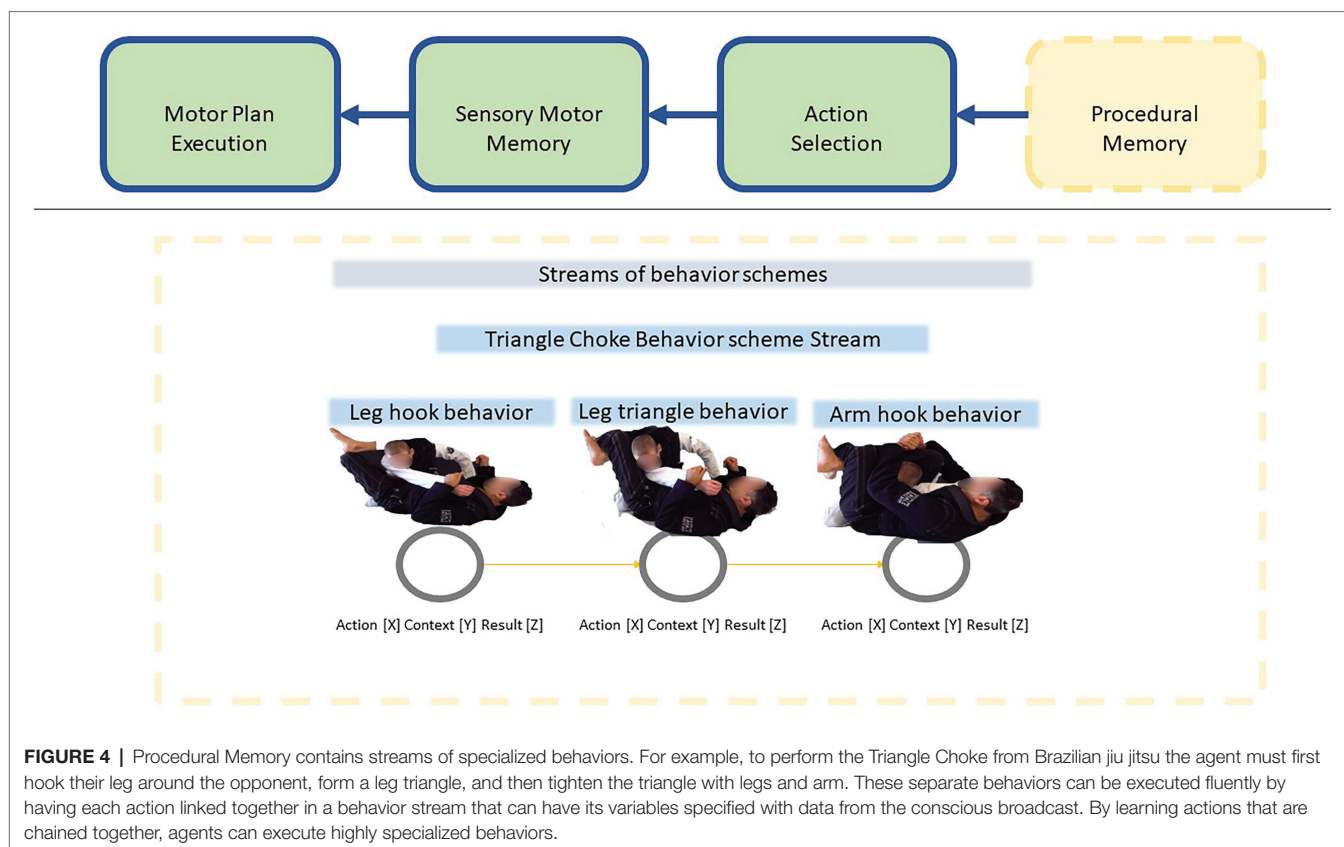 Motor Plan
Execution
Sensory Motor
Memory
Action
Selection
Procedural
Memory
Streams of behavior schemes
Triangle Choke Behavior scheme Stream
Leg hook behavior
Leg triangle behavior
Arm hook behavior
Action [X] Context [Y] Result [Z]
Action [X] Context [Y] Result [Z]
Action [X] Context [Y] Result [Z]
FIGURE 4 | Procedural Memory contains streams of specialized behaviors. For example, to perform the Triangle Choke from Brazilian jiu jitsu the agent must first
hook their leg around the opponent, form a leg triangle, and then tighten the triangle with legs and arm. These separate behaviors can be executed fluently by
having each action linked together in a behavior stream that can have its variables specified with data from the conscious broadcast. By learning actions that are
chained together, agents can execute highly specialized behaviors.